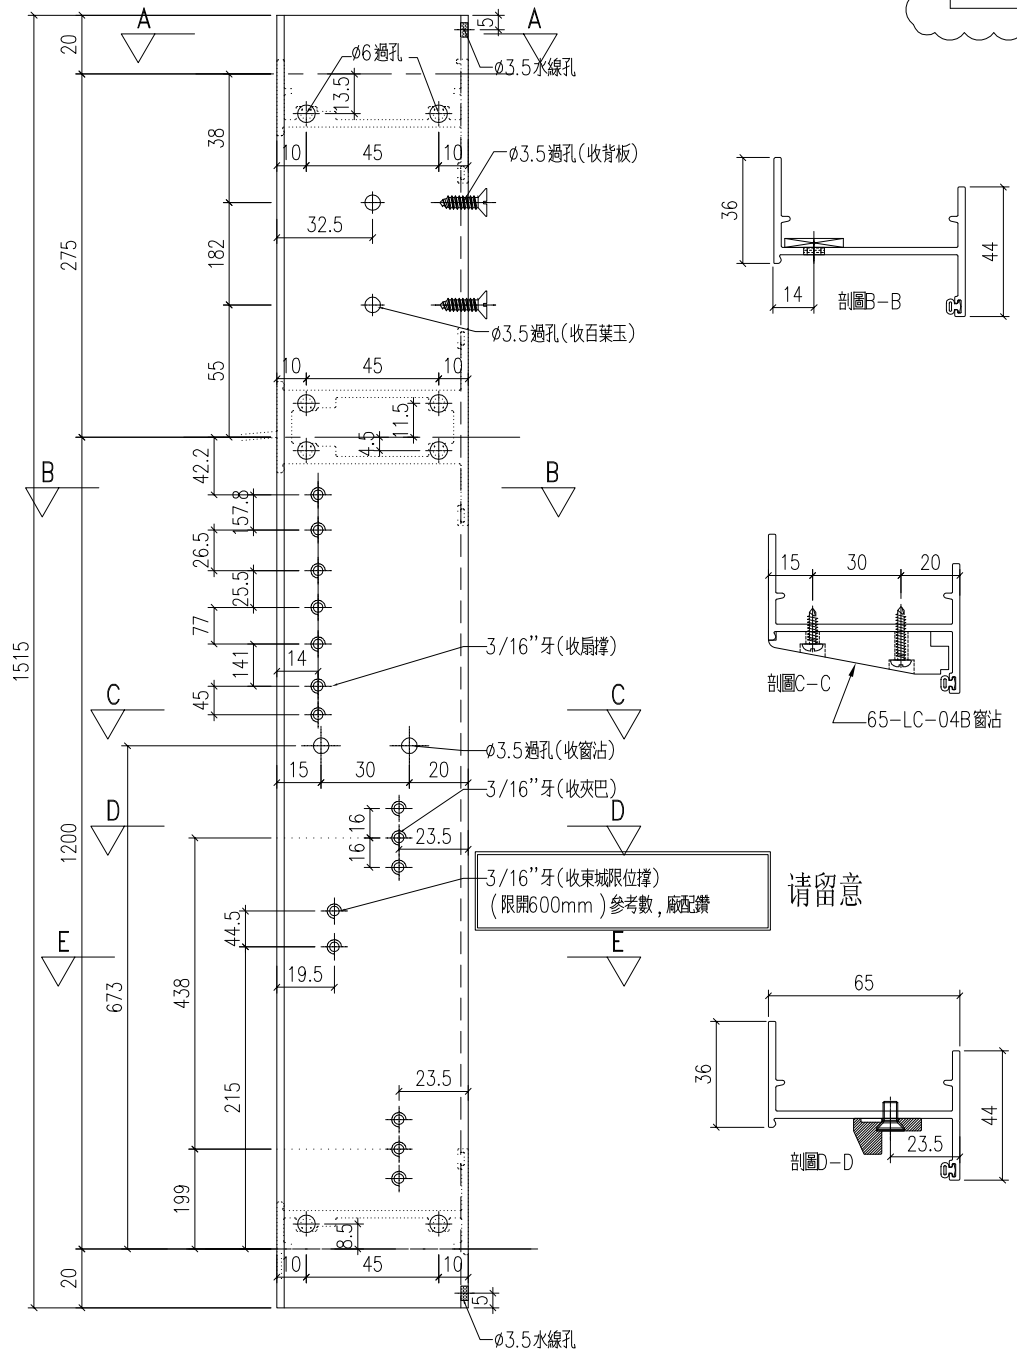 A
A
5
20
ø6過孔
ø3.5水線孔
13.5
38
10
45
10
ø3.5過孔(收背板)
36
44
32.5
275
182
14
剖圖B-B
ø3.5過孔(收百葉玉)
55
10
45
10
11.5
4.5
42.2
B
B
157.8
26.5
15
30
20
25.5
77
3/16”牙(收扇撐)
1515
141
14
剖圖C-C
45
C
C
65-LC-04B窗沾
ø3.5過孔(收窗沾)
15
30
20
3/16”牙(收夾巴)
D
D
16
16
23.5
1200
3/16”牙(收東城限位撐)
(限開600mm)參考數,廠配鑽
请留意
44.5
E
E
19.5
673
438
65
36
44
215
23.5
23.5
剖圖D-D
199
8.5
20
10
45
10
5
ø3.5水線孔